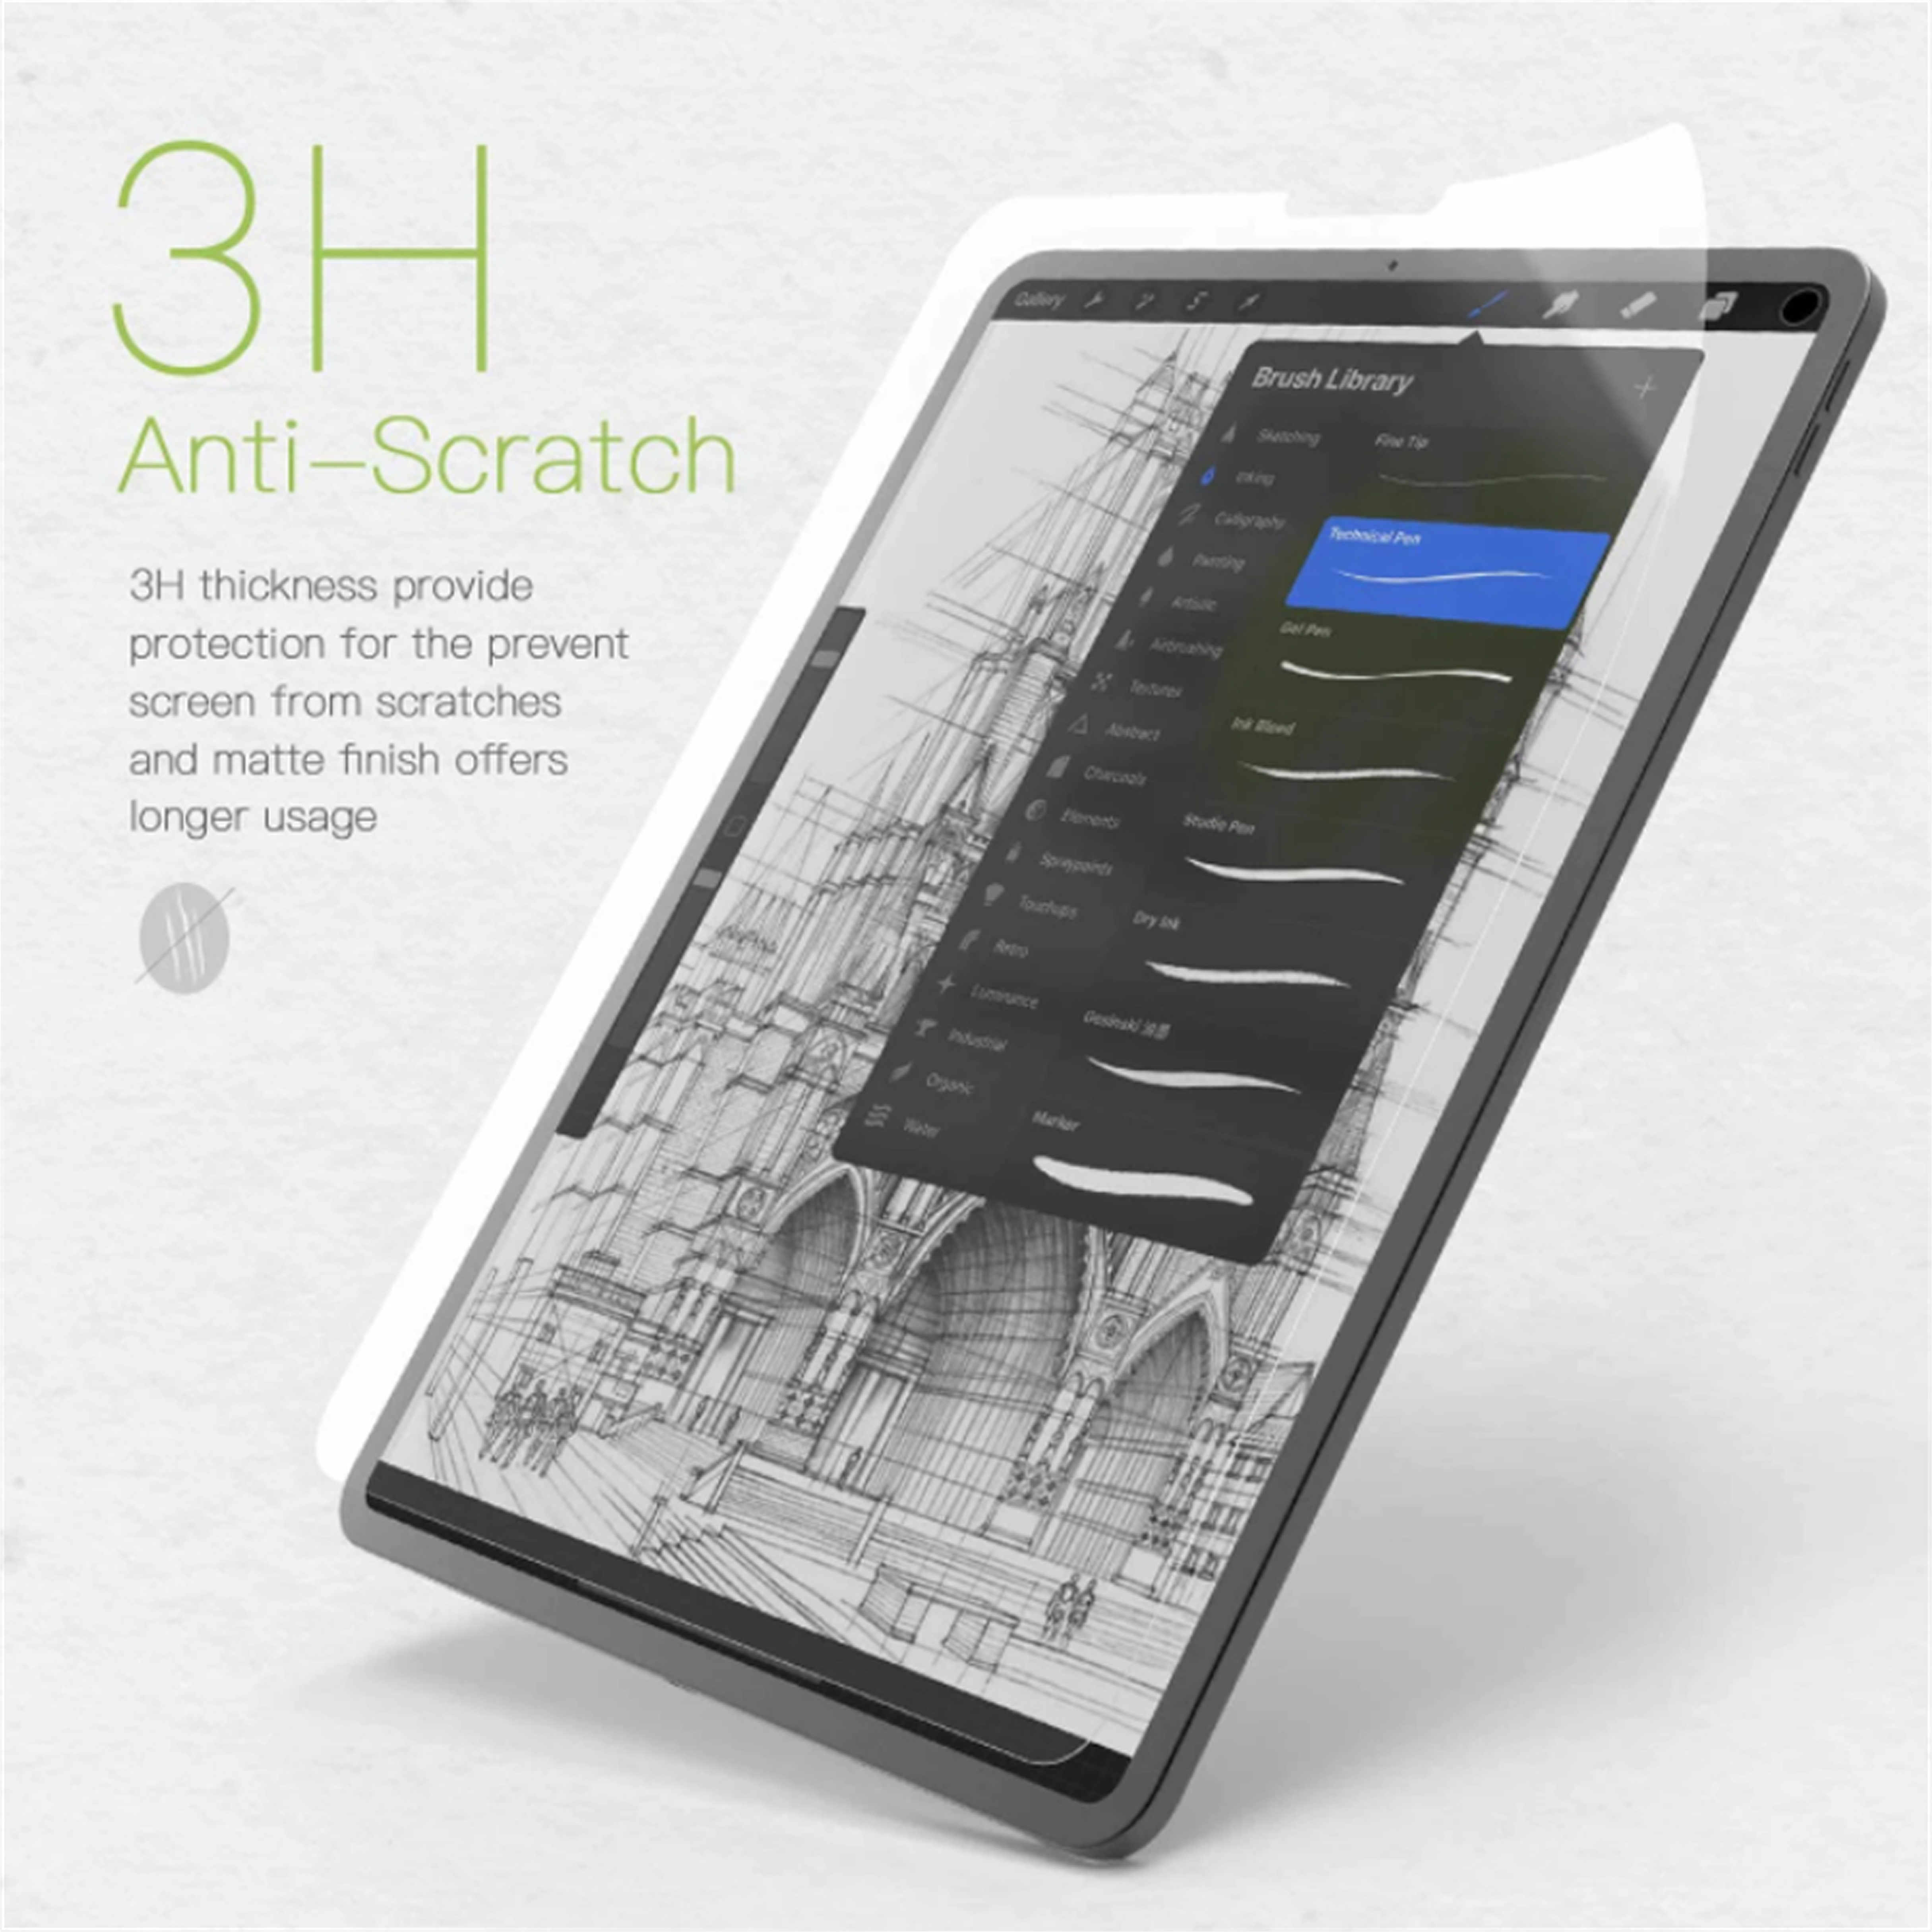 3H
Anti-Scratch
3H thickness provide
protection for the prevent
screen from scratches
and matte finish offers
longer usage
Gallery
Brush Library
Sketching
Inking
Calligraphy
Painting
Artistic
Airbrushing
Textures
Abstract
Charcoals
Elements
Spraypaints
Touchups
Retro
Luminance
Industrial
Organic
Water
Fine Tip
Technical Pen
Gel Pen
Ink Bleed
Studio Pen
Dry Ink
Gesinski
Marker